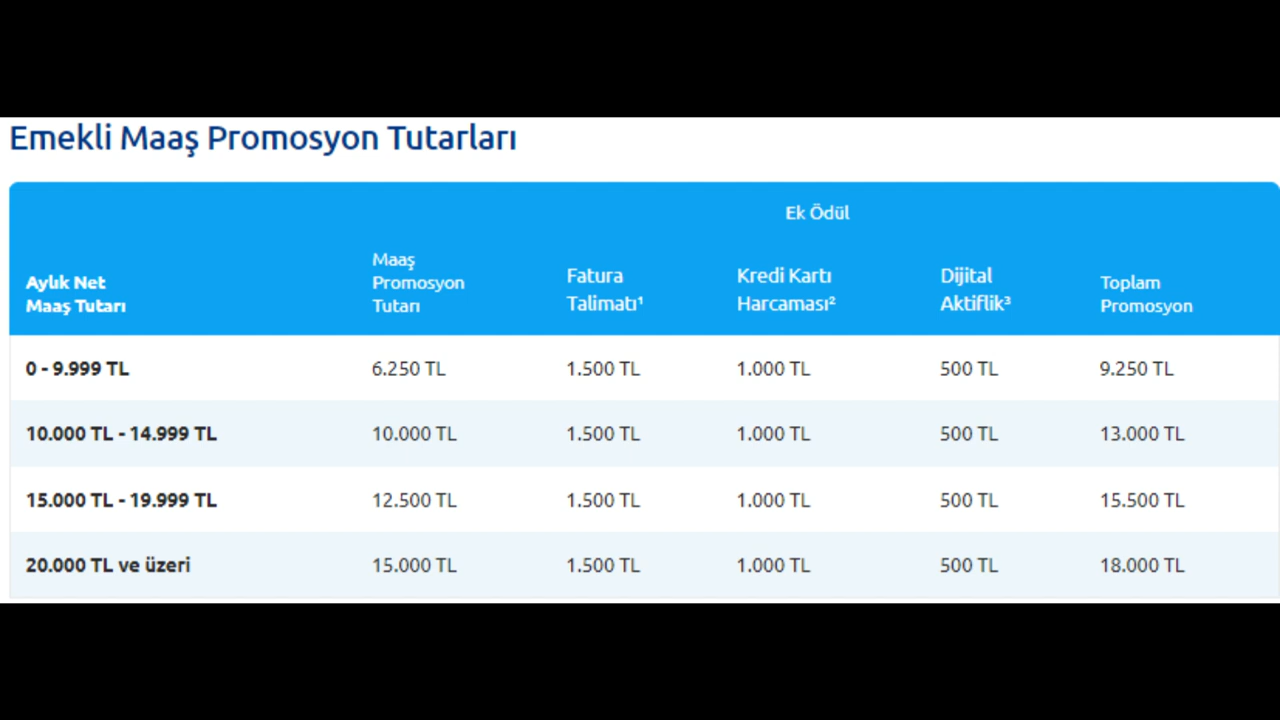 Emekli Maaş Promosyon Tutarları
Ek Ödül
Aylık Net
Maaş Tutarı
Maaş
Promosyon
Tutarı
Fatura
Talimatı¹
Kredi Kartı
Harcaması²
Dijital
Aktiflik³
Toplam
Promosyon
0 - 9.999 TL 6.250 TL 1.500 TL 1.000 TL 500 TL 9.250 TL
10.000 TL - 14.999 TL 10.000 TL 1.500 TL 1.000 TL 500 TL 13.000 TL
15.000 TL - 19.999 TL 12.500 TL 1.500 TL 1.000 TL 500 TL 15.500 TL
20.000 TL ve üzeri 15.000 TL 1.500 TL 1.000 TL 500 TL 18.000 TL